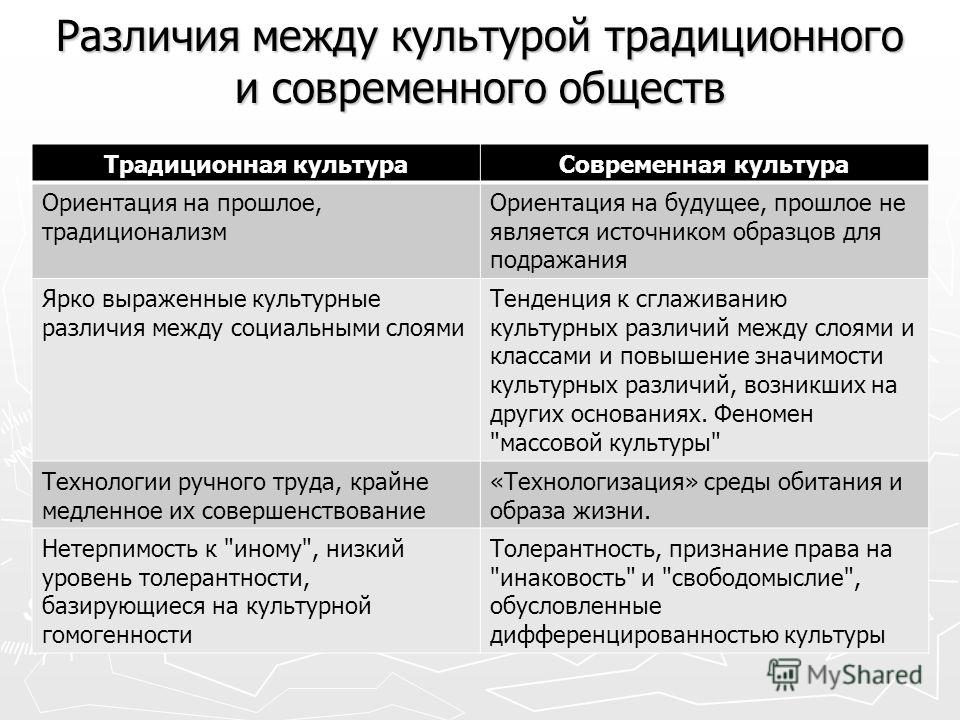 Различия между культурой традиционного
и современного обществ
Традиционная культура
Современная культура
Ориентация на прошлое,
традиционализм
Ориентация на будущее, прошлое не
является источником образцов для
подражания
Ярко выраженные культурные
различия между социальными слоями
Тенденция к сглаживанию
культурных различий между слоями и
классами и повышение значимости
культурных различий, возникших на
других основаниях. Феномен
"массовой культуры"
Технологии ручного труда, крайне
медленное их совершенствование
«Технологизация» среды обитания и
образа жизни.
Нетерпимость к "иному", низкий
уровень толерантности,
базирующиеся на культурной
гомогенности
Толерантность, признание права на
"инаковость" и "свободомыслие",
обусловленные
дифференцированностью культуры
MyShared